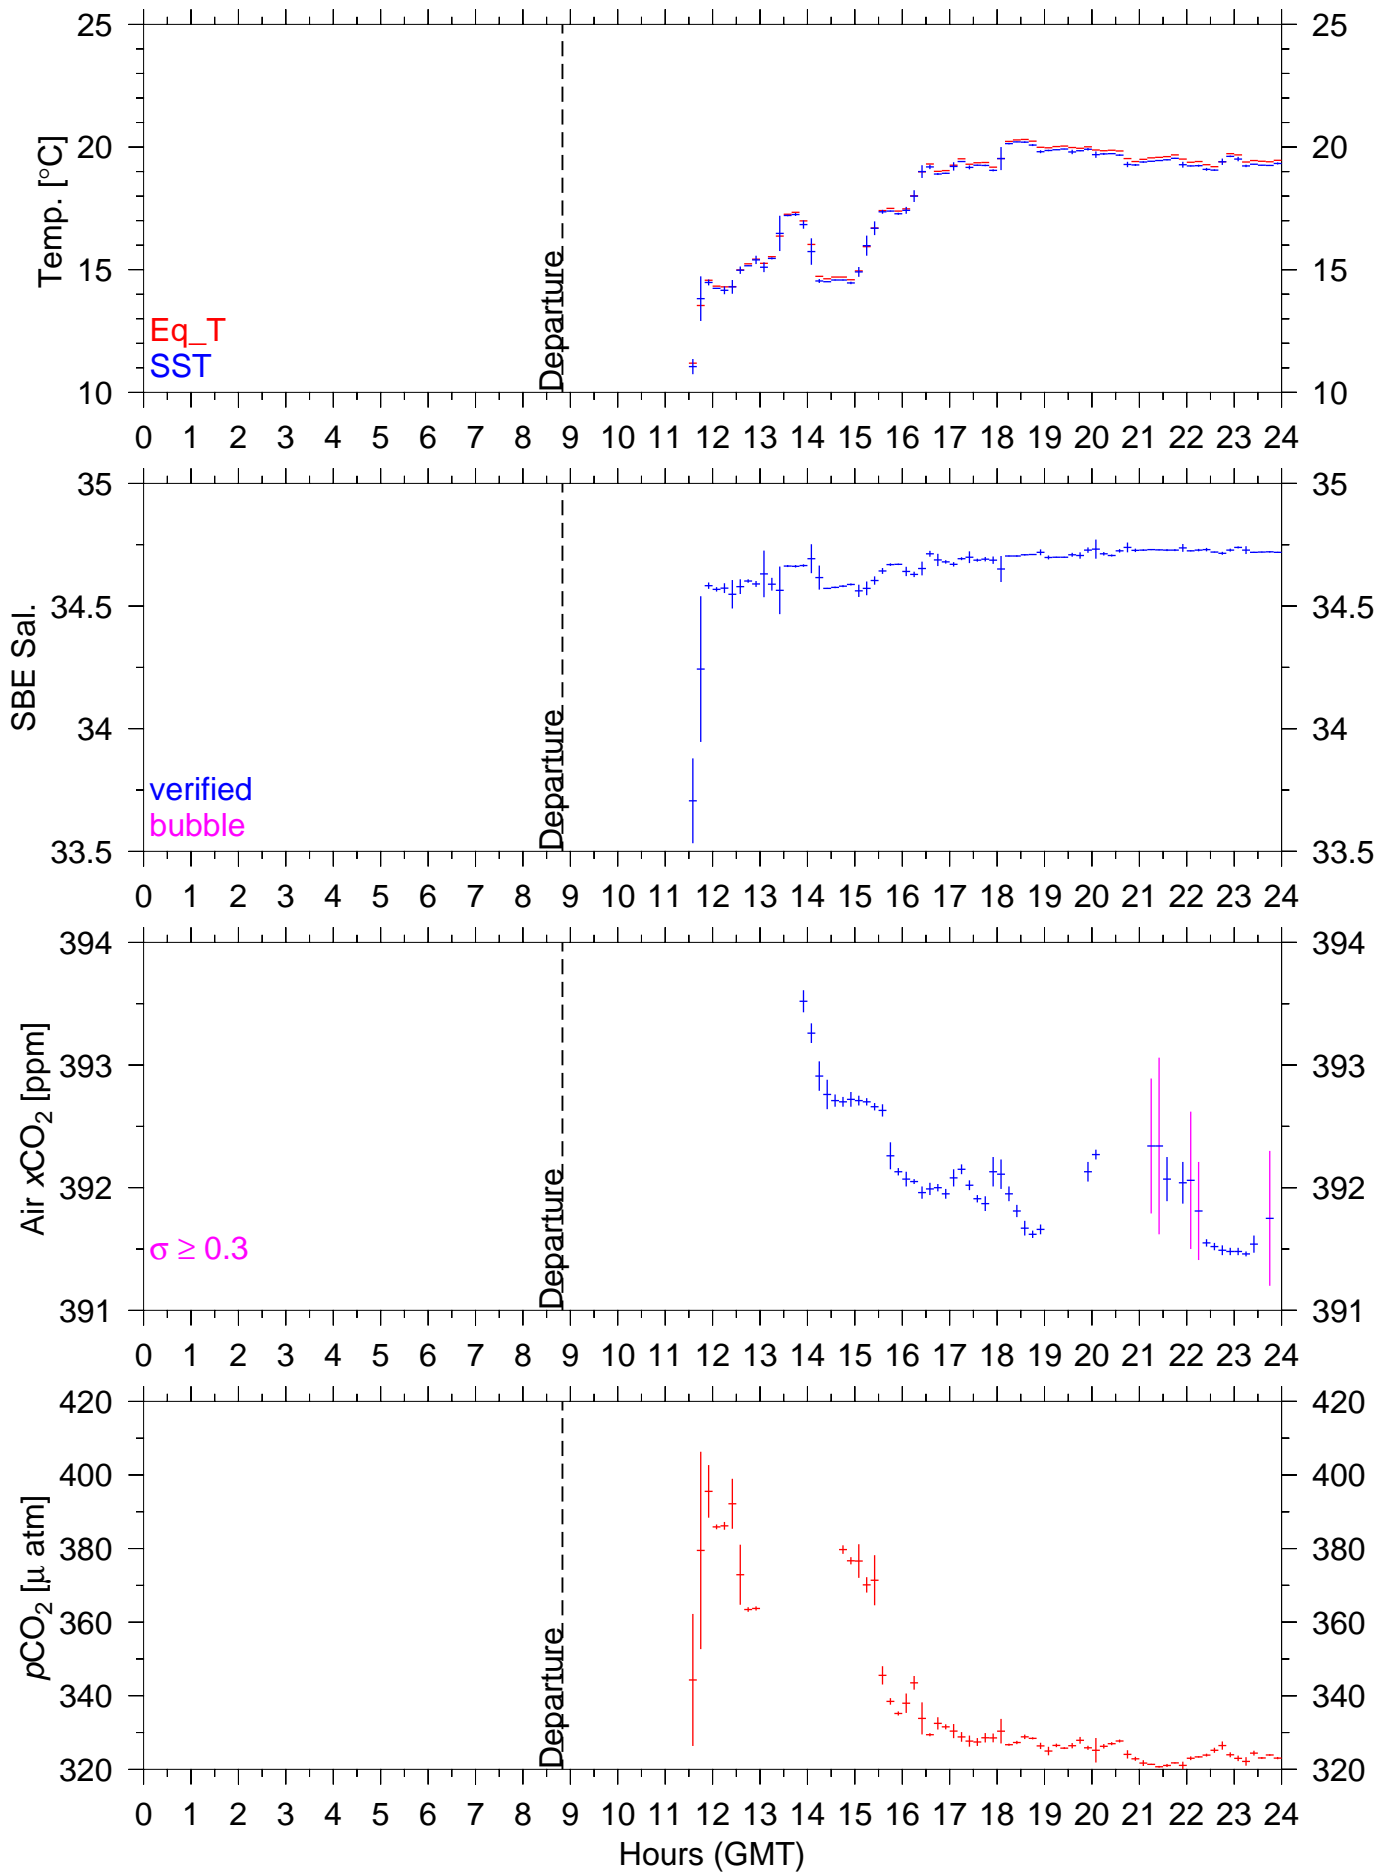 25 25
20 20
15 15
10 10
Temp. [°C]
Eq_T
SST
Departure
0 1 2 3 4 5 6 7 8 9 10 11 12 13 14 15 16 17 18 19 20 21 22 23 24
35 35
34.5 34.5
34 34
33.5 33.5
SBE Sal.
verified
bubble
Departure
0 1 2 3 4 5 6 7 8 9 10 11 12 13 14 15 16 17 18 19 20 21 22 23 24
394 394
393 393
392 392
391 391
Air xCO₂ [ppm]
σ ≥ 0.3
Departure
0 1 2 3 4 5 6 7 8 9 10 11 12 13 14 15 16 17 18 19 20 21 22 23 24
420 420
400 400
380 380
360 360
340 340
320 320
pCO₂ [μ atm]
Departure
0 1 2 3 4 5 6 7 8 9 10 11 12 13 14 15 16 17 18 19 20 21 22 23 24
Hours (GMT)